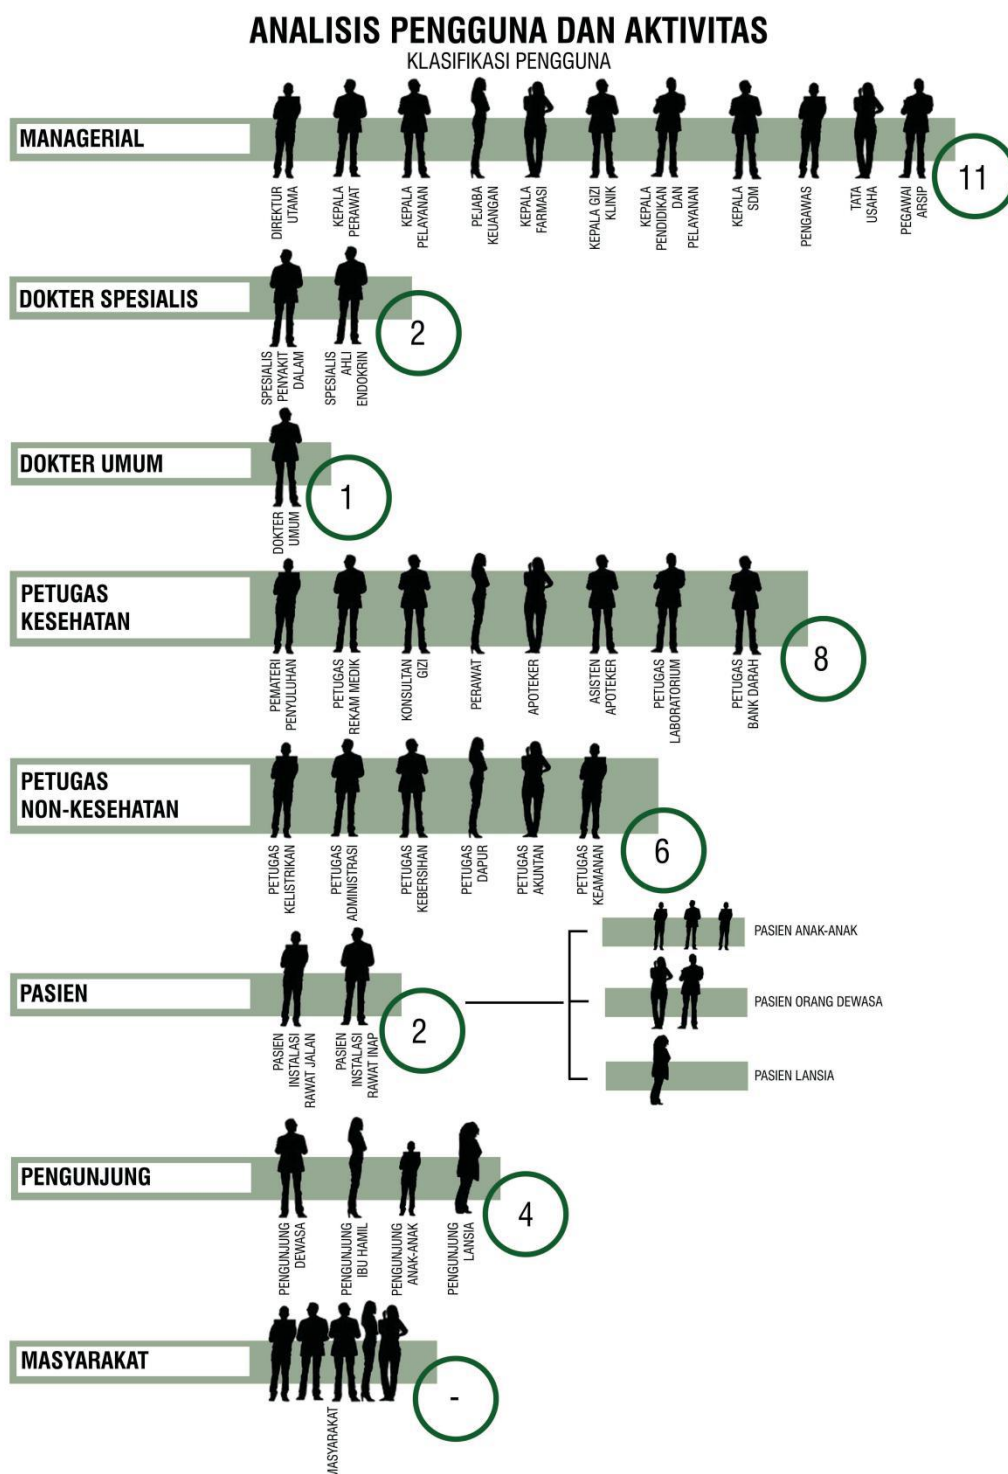 ANALISIS PENGGUNA DAN AKTIVITAS
KLASIFIKASI PENGGUNA
MANAGERIAL
DIREKTUR
UTAMA
KEPALA
PERAWAT
KEPALA
PELAYANAN
PEJABA
KEUANGAN
KEPALA
FARMASI
KEPALA GIZI
KLINIK
KEPALA
PENDIDIKAN
DAN
PELAYANAN
KEPALA
SDM
PENGAWAS
TATA
USAHA
PEGAWAI
ARSIP
11
DOKTER SPESIALIS
SPESIALIS
PENYAKIT
DALAM
SPESIALIS
AHLI
ENDOKRIN
2
DOKTER UMUM
DOKTER
UMUM
1
PETUGAS
KESEHATAN
PEMATERI
PENYULUHAN
PETUGAS
REKAM MEDIK
KONSULTAN
GIZI
PERAWAT
APOTEKER
ASISTEN
APOTEKER
PETUGAS
LABORATORIUM
PETUGAS
BANK DARAH
8
PETUGAS
NON-KESEHATAN
PETUGAS
KELISTRIKAN
PETUGAS
ADMINISTRASI
PETUGAS
KEBERSIHAN
PETUGAS
DAPUR
PETUGAS
AKUNTAN
PETUGAS
KEAMANAN
6
PASIEN
PASIEN
INSTALASI
RAWAT JALAN
PASIEN
INSTALASI
RAWAT INAP
2
PASIEN ANAK-ANAK
PASIEN ORANG DEWASA
PASIEN LANSIA
PENGUNJUNG
PENGUNJUNG
DEWASA
PENGUNJUNG
IBU HAMIL
PENGUNJUNG
ANAK-ANAK
PENGUNJUNG
LANSIA
4
MASYARAKAT
MASYARAKAT
-